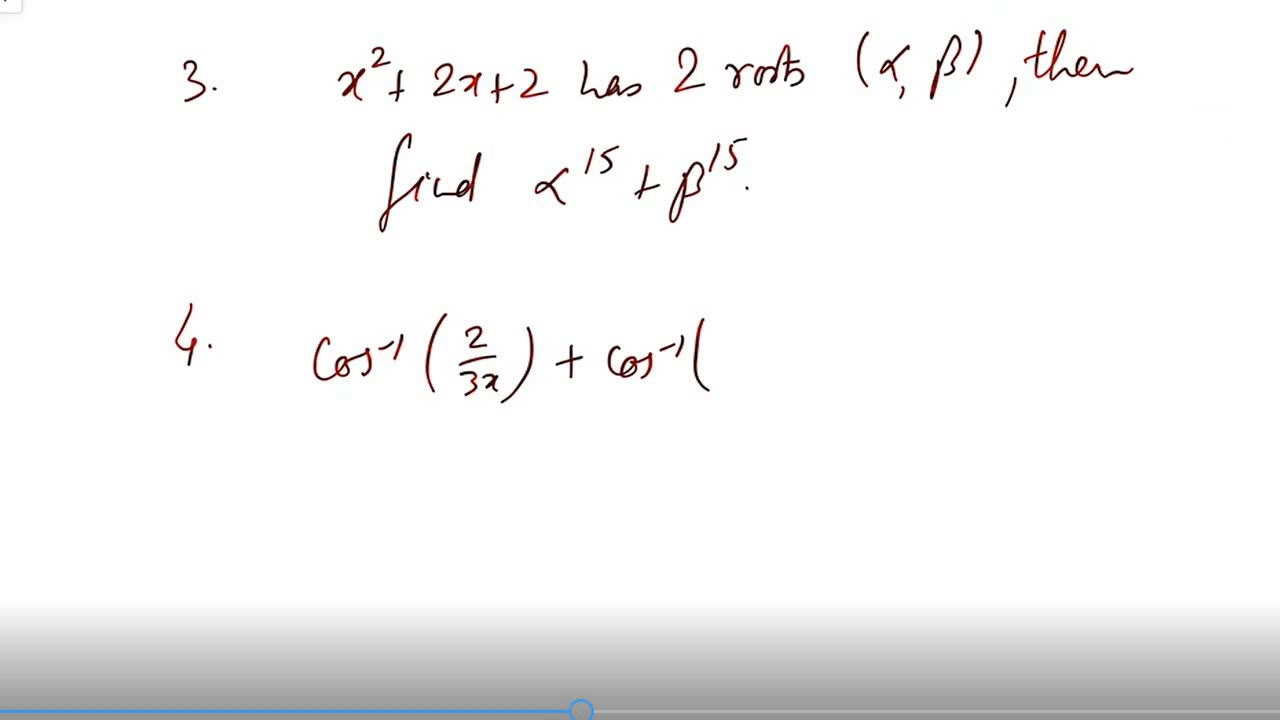 3. x² + 2x+2 has 2 roots (α, β), then
find α¹⁵ + β¹⁵.
4. Cos⁻¹ (2/3x) + Cos⁻¹ (